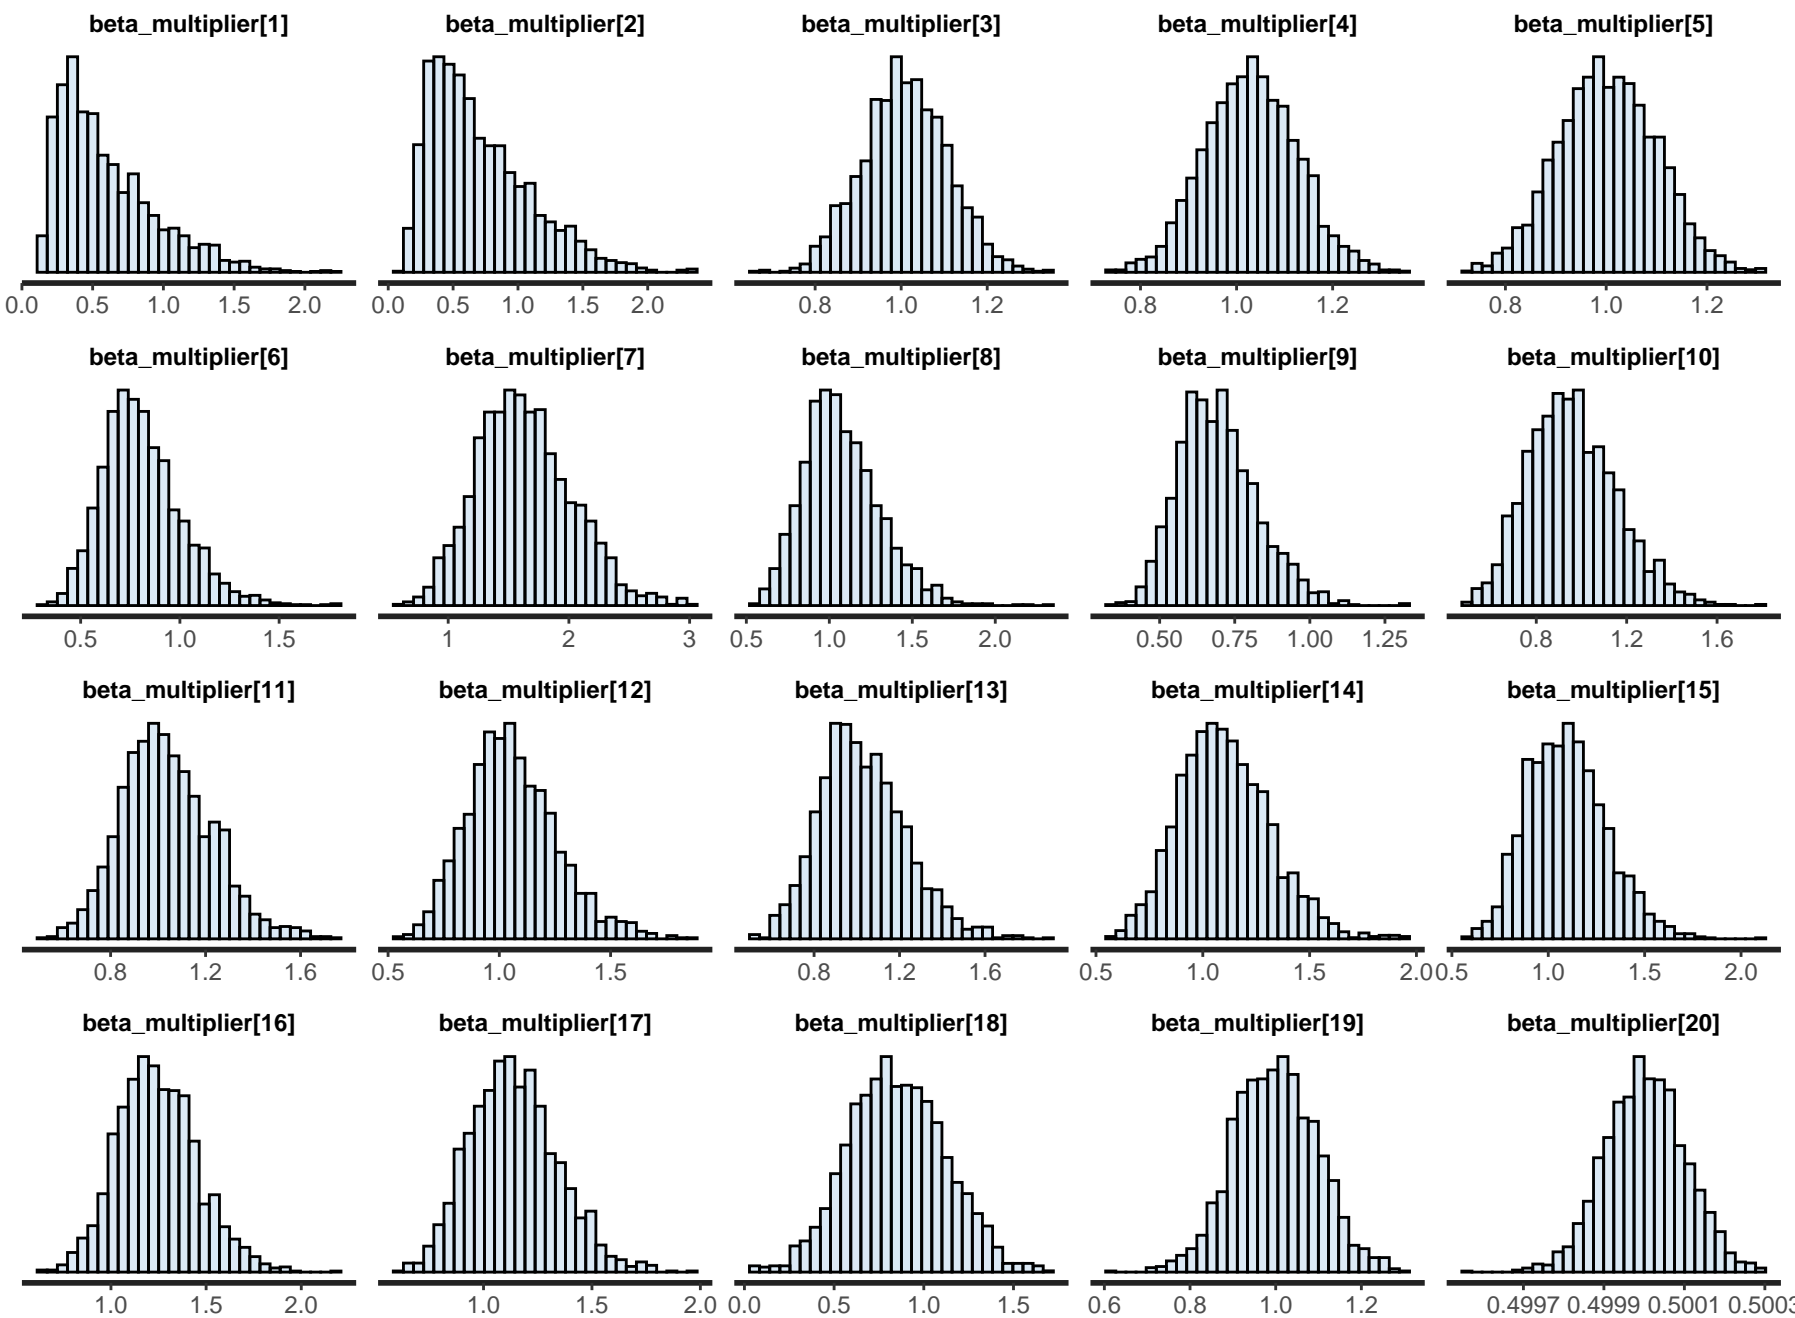 beta_multiplier[1] beta_multiplier[2] beta_multiplier[3] beta_multiplier[4] beta_multiplier[5]
0.0 0.5 1.0 1.5 2.0 0.0 0.5 1.0 1.5 2.0 0.8 1.0 1.2 0.8 1.0 1.2 0.8 1.0 1.2
beta_multiplier[6] beta_multiplier[7] beta_multiplier[8] beta_multiplier[9] beta_multiplier[10]
0.5 1.0 1.5 1 2 3 0.5 1.0 1.5 2.0 0.50 0.75 1.00 1.25 0.8 1.2 1.6
beta_multiplier[11] beta_multiplier[12] beta_multiplier[13] beta_multiplier[14] beta_multiplier[15]
0.8 1.2 1.6 0.5 1.0 1.5 0.8 1.2 1.6 0.5 1.0 1.5 2.0 0.5 1.0 1.5 2.0
beta_multiplier[16] beta_multiplier[17] beta_multiplier[18] beta_multiplier[19] beta_multiplier[20]
1.0 1.5 2.0 1.0 1.5 2.0 0.0 0.5 1.0 1.5 0.6 0.8 1.0 1.2 0.4997 0.4999 0.5001 0.5003